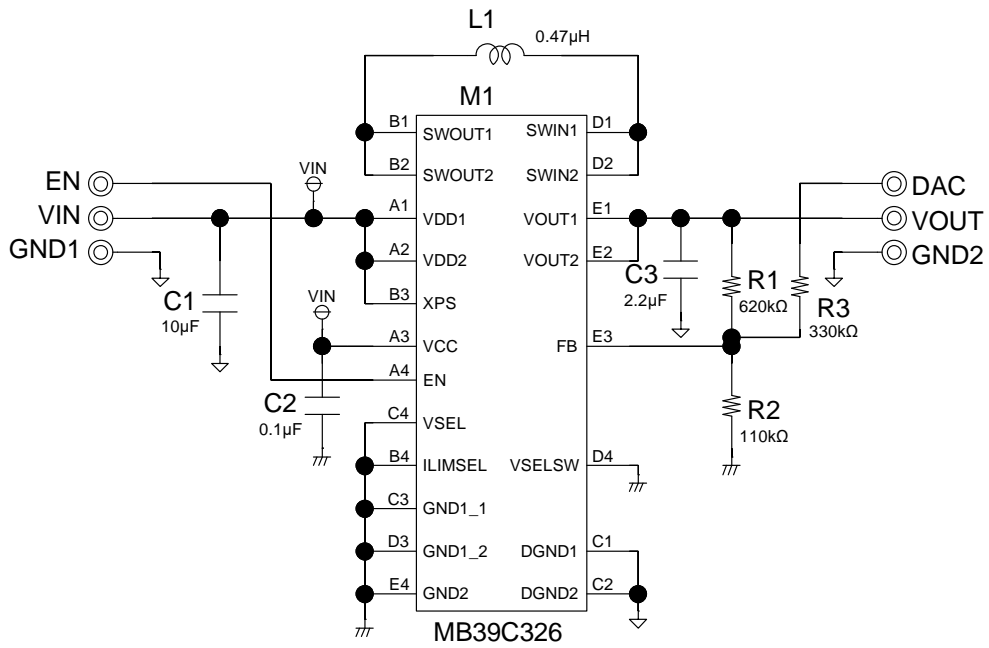 L1
0.47µH
M1
B1
SWOUT1
SWIN1
D1
B2
SWOUT2
SWIN2
D2
EN
VIN
DAC
VIN
A1
VDD1
VOUT1
E1
VOUT
GND1
A2
VDD2
VOUT2
E2
GND2
C1
10µF
B3
XPS
C3
2.2µF
R1
620kΩ
R3
330kΩ
VIN
A3
VCC
FB
E3
A4
EN
C2
0.1µF
C4
VSEL
R2
110kΩ
B4
ILIMSEL
VSELSW
D4
C3
GND1_1
D3
GND1_2
DGND1
C1
E4
GND2
DGND2
C2
MB39C326